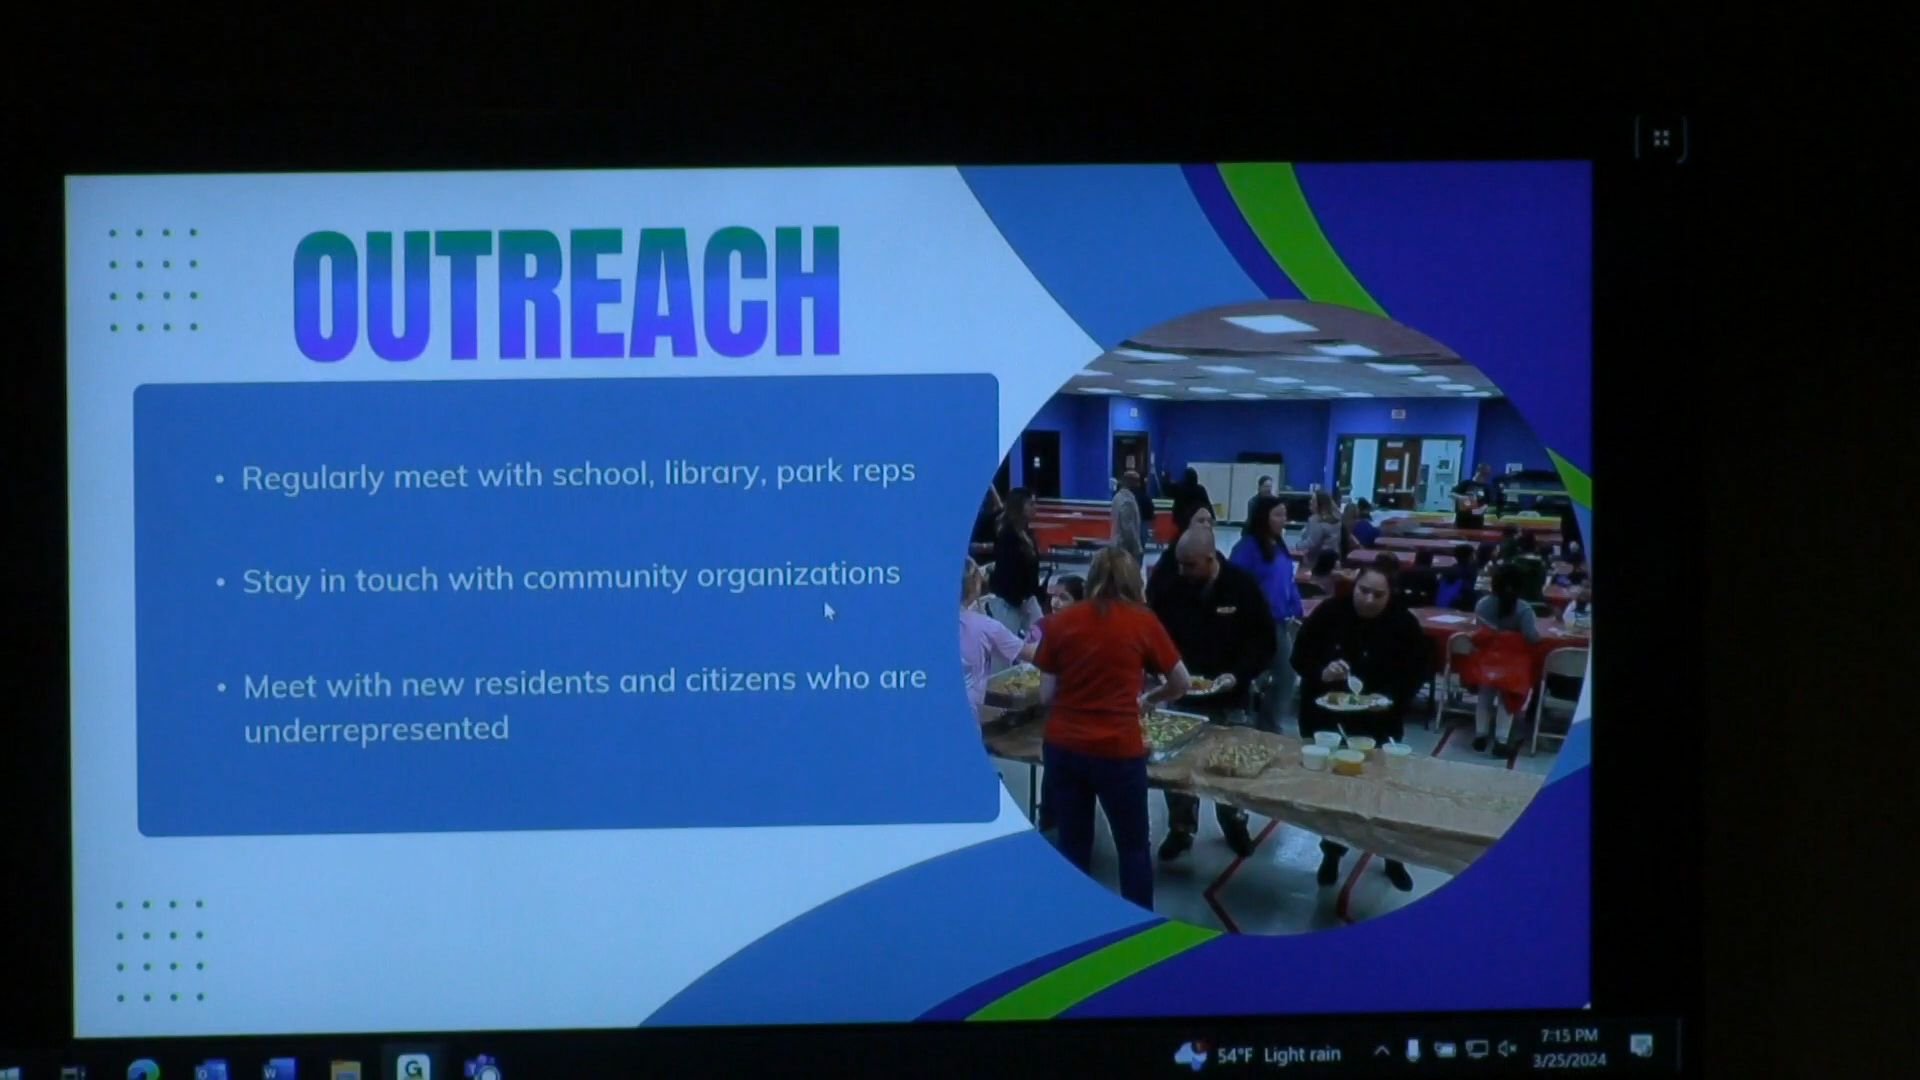 OUTREACH
• Regularly meet with school, library, park reps
• Stay in touch with community organizations
• Meet with new residents and citizens who are
underrepresented
54°F Light rain
7:15 PM
3/25/2024